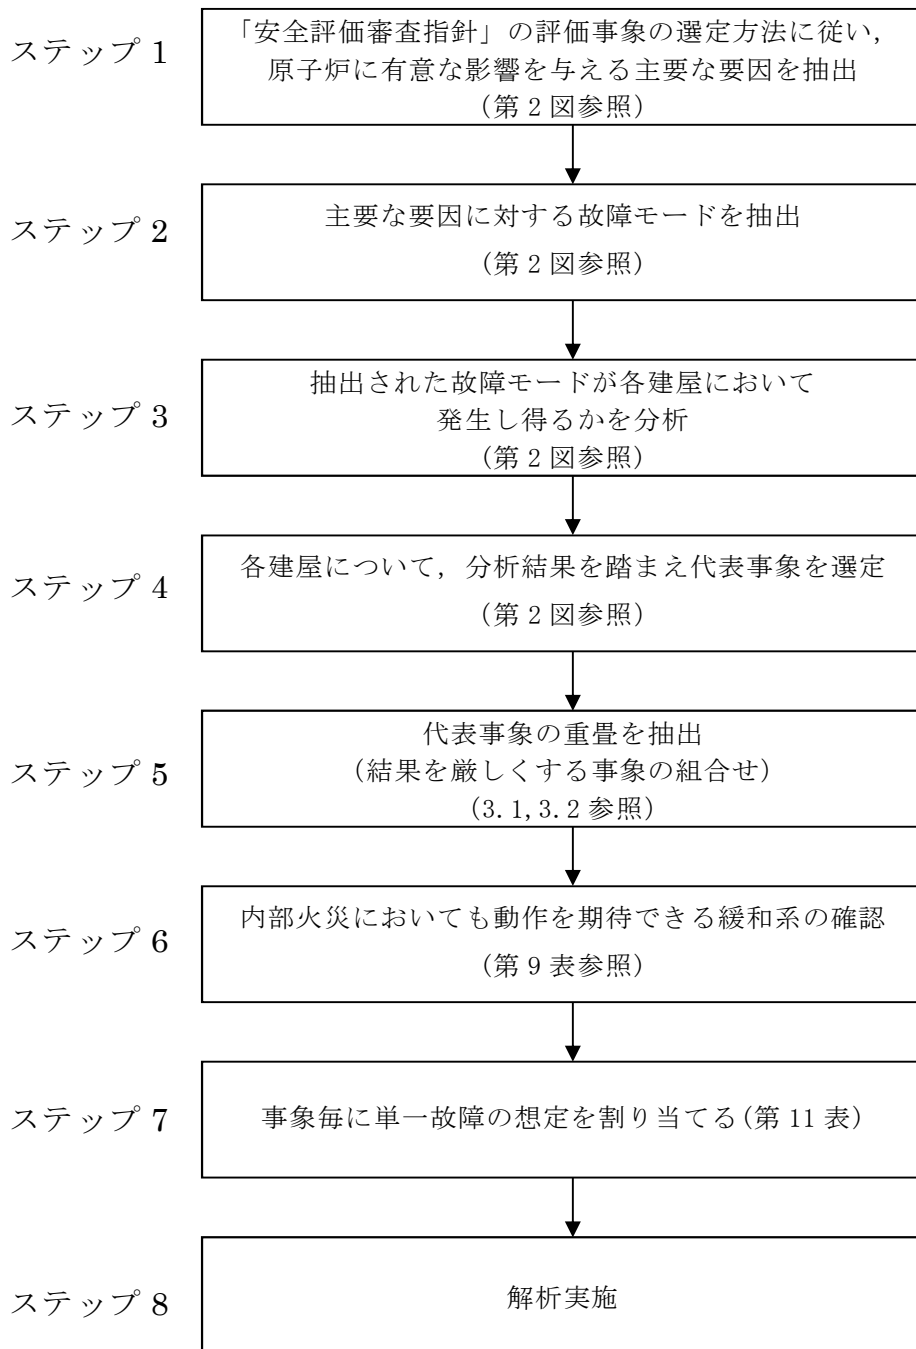 ステップ 1
「安全評価審査指針」の評価事象の選定方法に従い,
原子炉に有意な影響を与える主要な要因を抽出
(第 2 図参照)
ステップ 2
主要な要因に対する故障モードを抽出
(第 2 図参照)
ステップ 3
抽出された故障モードが各建屋において
発生し得るかを分析
(第 2 図参照)
ステップ 4
各建屋について, 分析結果を踏まえ代表事象を選定
(第 2 図参照)
ステップ 5
代表事象の重畳を抽出
(結果を厳しくする事象の組合せ)
(3.1,3.2 参照)
ステップ 6
内部火災においても動作を期待できる緩和系の確認
(第 9 表参照)
ステップ 7
事象毎に単一故障の想定を割り当てる(第 11 表)
ステップ 8
解析実施